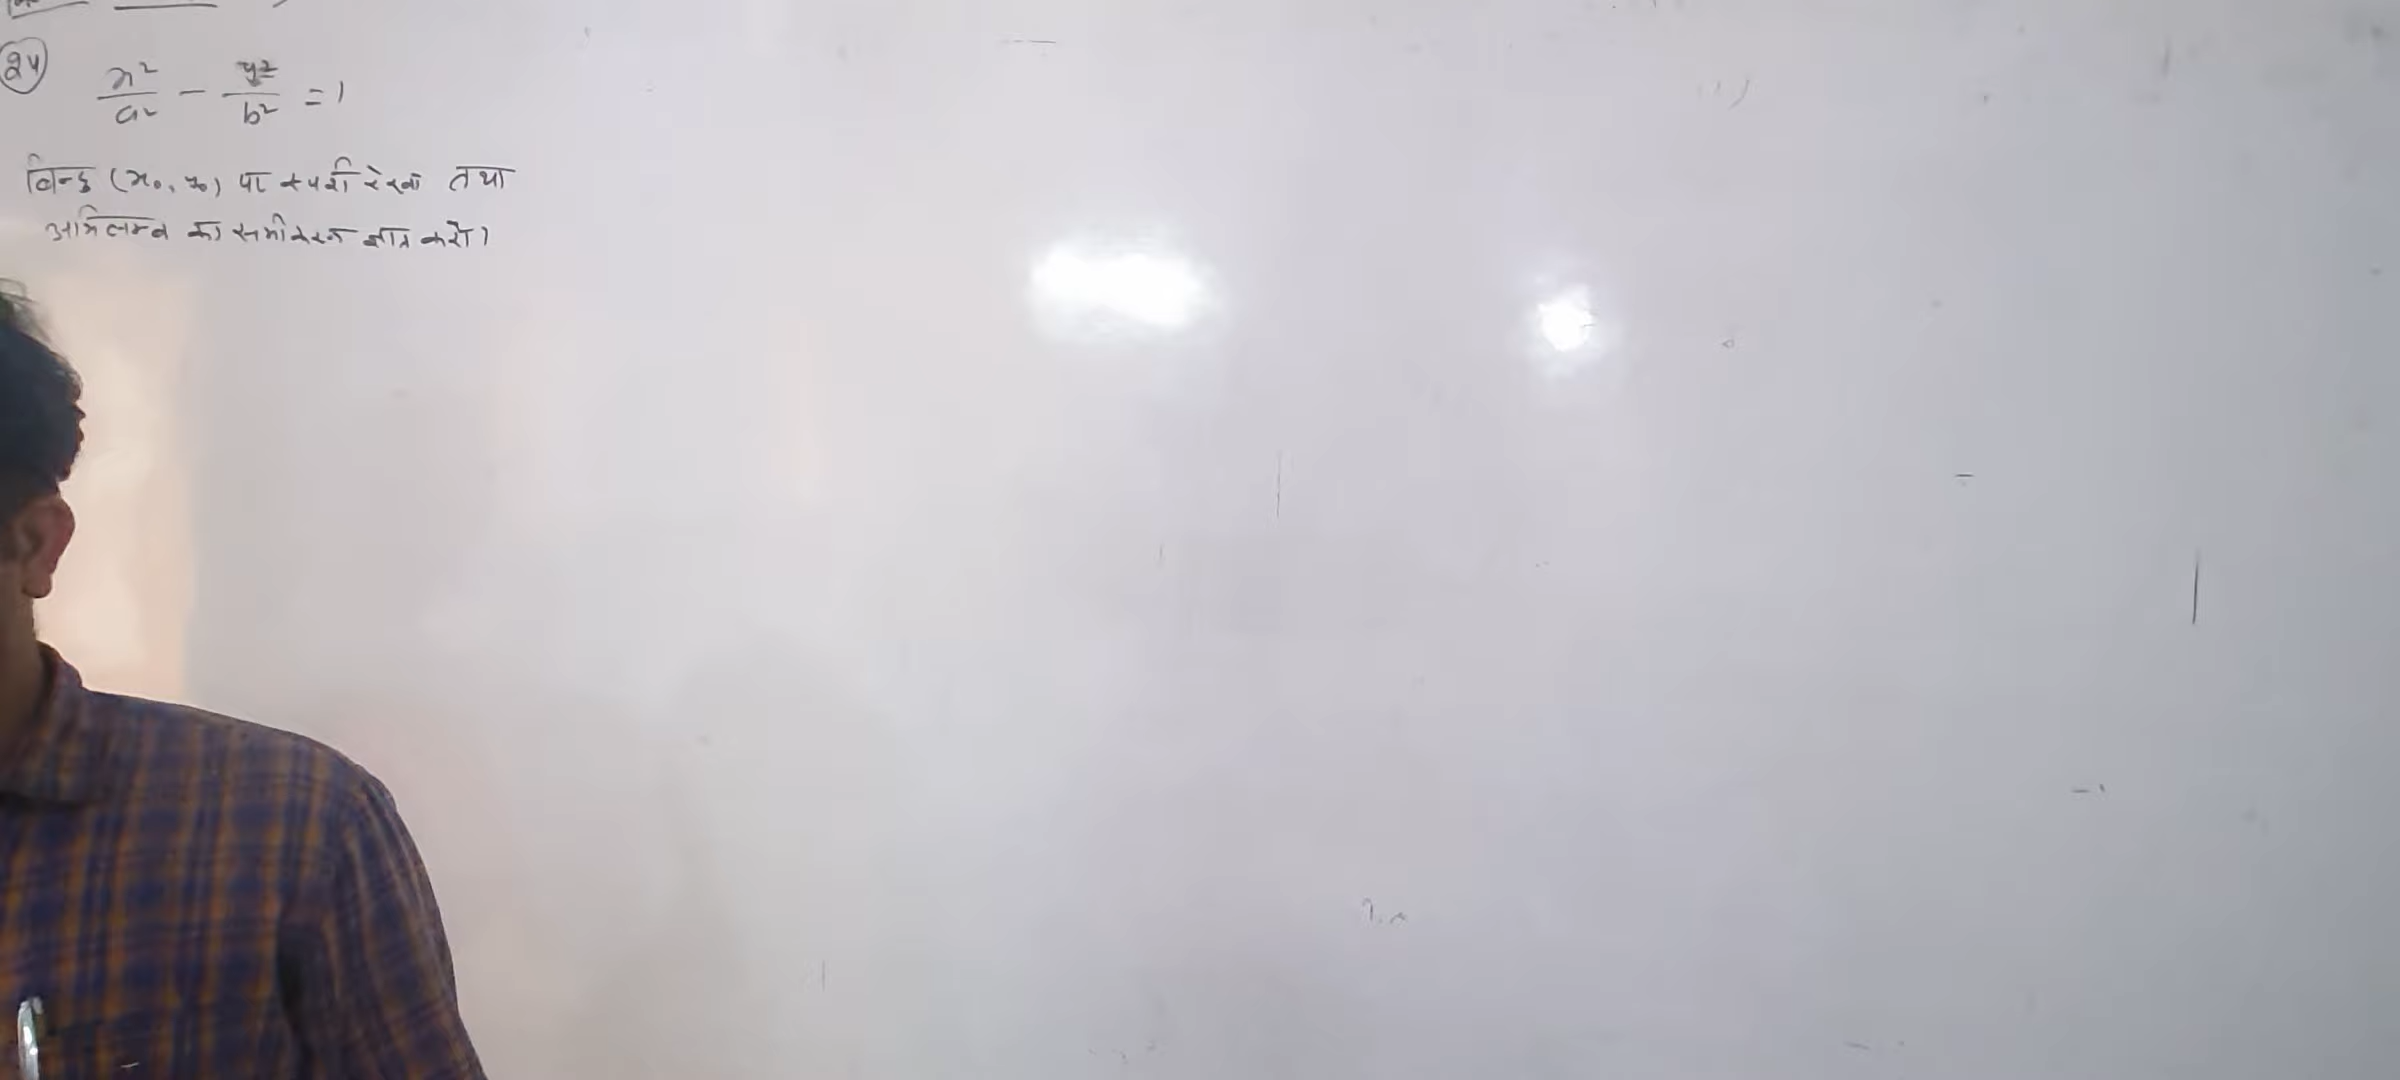 24
x²/a² - y²/b² = 1
बिन्दु (x₀, y₀) पर स्पर्श रेखा तथा
अभिलम्ब का समीकरण ज्ञात करो।